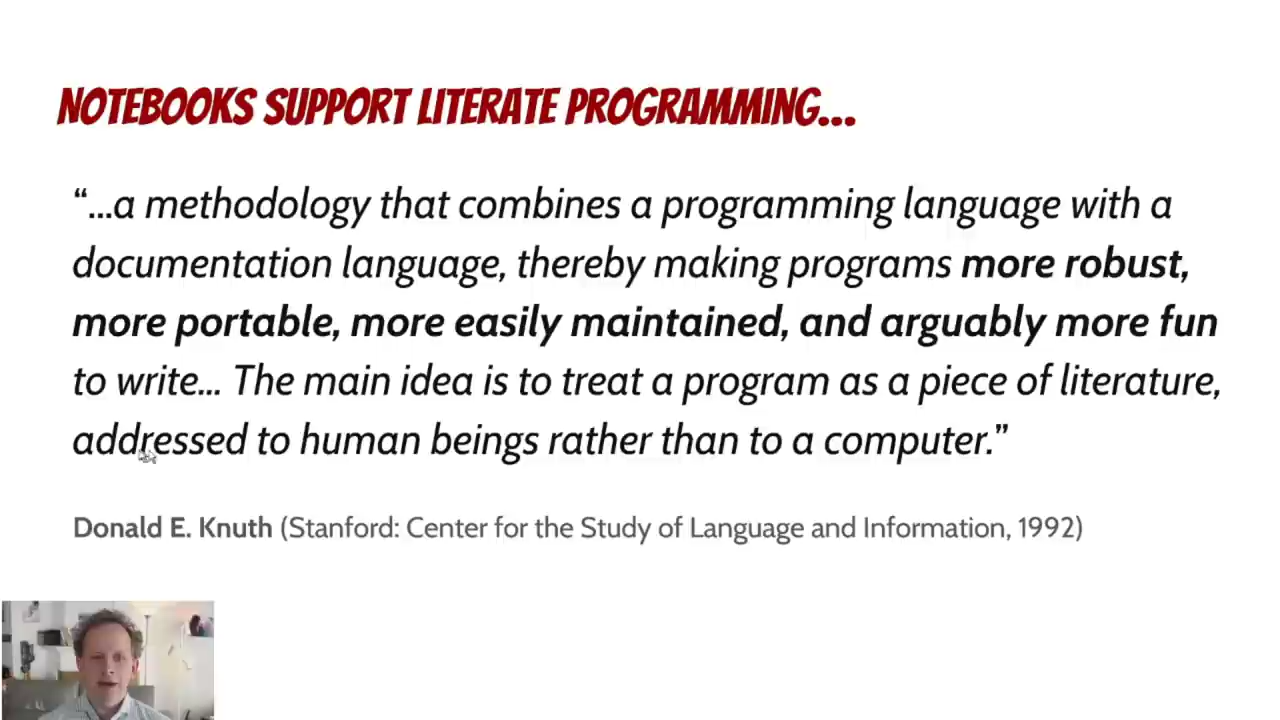 NOTEBOOKS SUPPORT LITERATE PROGRAMMING...
“...a methodology that combines a programming language with a
documentation language, thereby making programs more robust,
more portable, more easily maintained, and arguably more fun
to write... The main idea is to treat a program as a piece of literature,
addressed to human beings rather than to a computer.”
Donald E. Knuth (Stanford: Center for the Study of Language and Information, 1992)